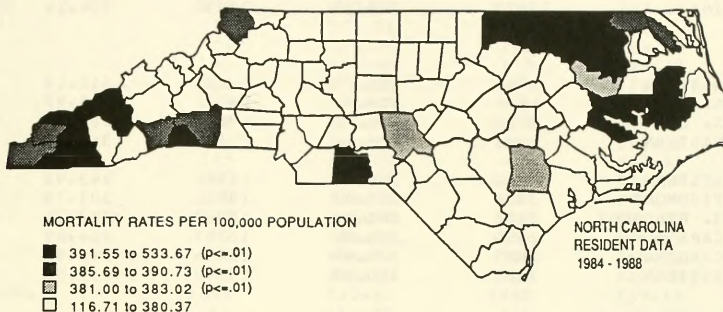 MORTALITY RATES PER 100,000 POPULATION
391.55 to 533.67 (p<=.01)
385.69 to 390.73 (p<=.01)
381.00 to 383.02 (p<=.01)
116.71 to 380.37
NORTH CAROLINA
RESIDENT DATA
1984 - 1988